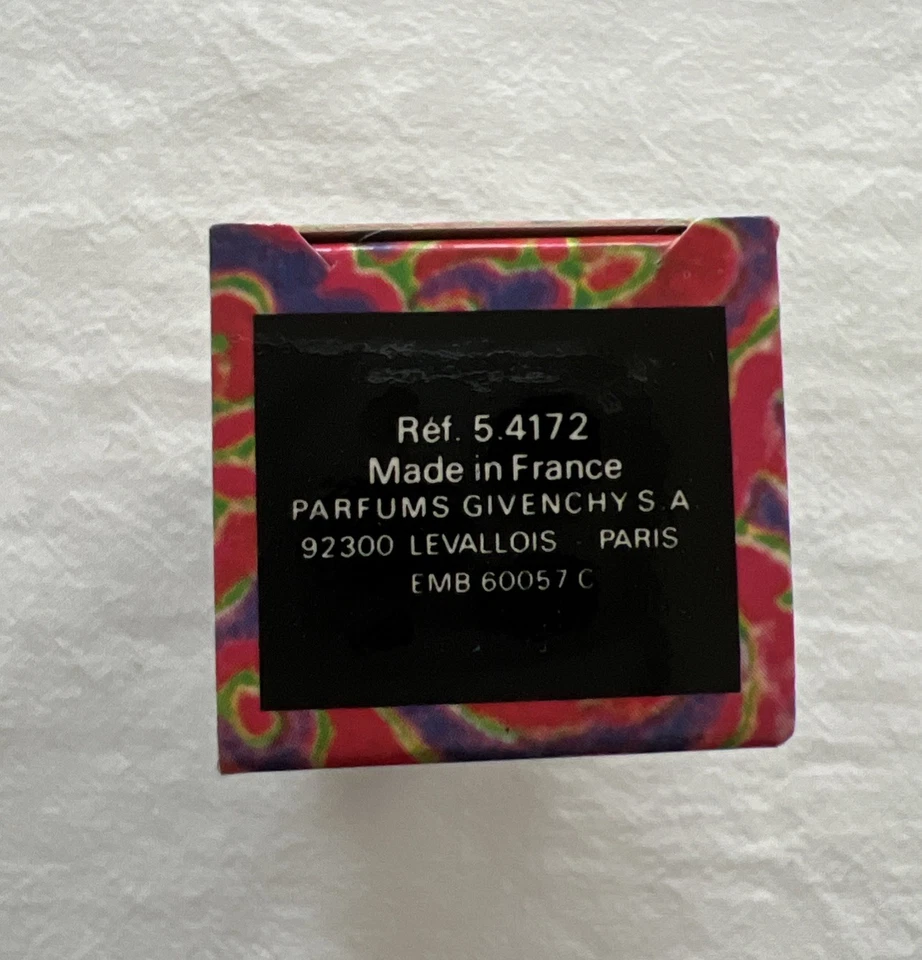 Réf. 5.4172
Made in France
PARFUMS GIVENCHY S.A
92300 LEVALLOIS - PARIS
EMB 60057 C